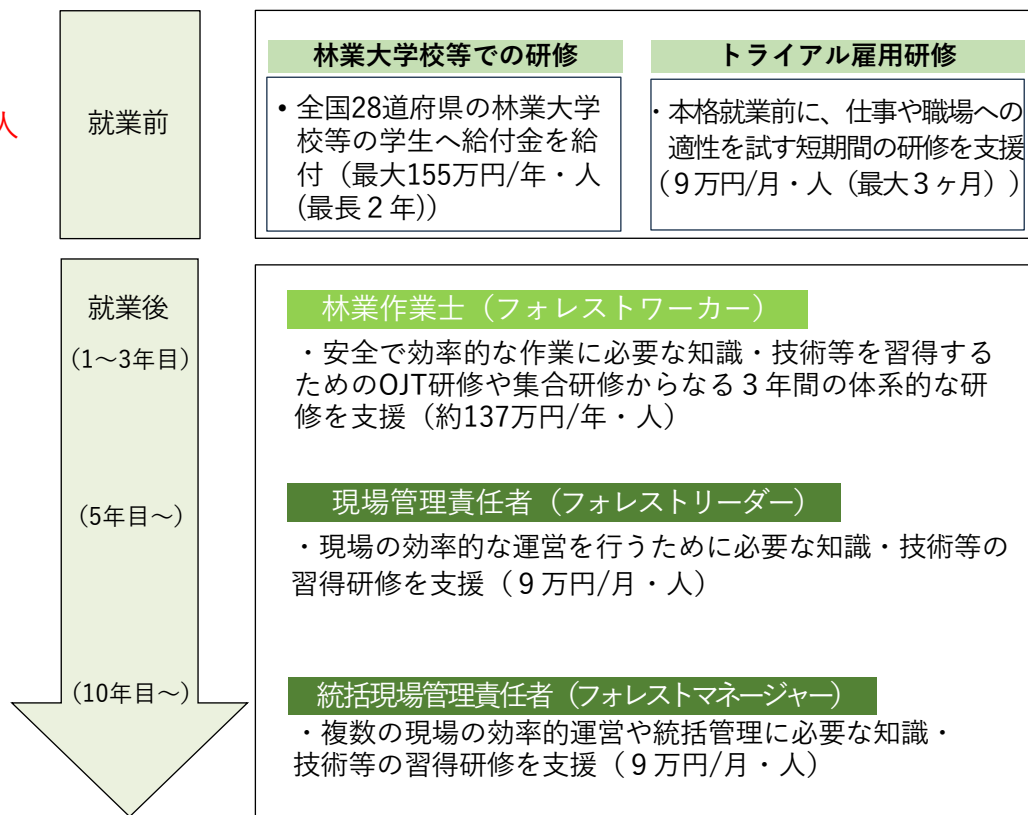 人
就業前
林業大学校等での研修
• 全国28道府県の林業大学
校等の学生へ給付金を給
付（最大155万円/年・人
(最長２年)）
トライアル雇用研修
・本格就業前に、仕事や職場への
適性を試す短期間の研修を支援
（９万円/月・人（最大３ヶ月））
就業後
(1～3年目)
林業作業士（フォレストワーカー）
・安全で効率的な作業に必要な知識・技術等を習得する
ためのOJT研修や集合研修からなる３年間の体系的な研
修を支援（約137万円/年・人）
(5年目～)
現場管理責任者（フォレストリーダー）
・現場の効率的な運営を行うために必要な知識・技術等の
習得研修を支援（９万円/月・人）
(10年目～)
統括現場管理責任者（フォレストマネージャー）
・複数の現場の効率的運営や統括管理に必要な知識・
技術等の習得研修を支援（９万円/月・人）